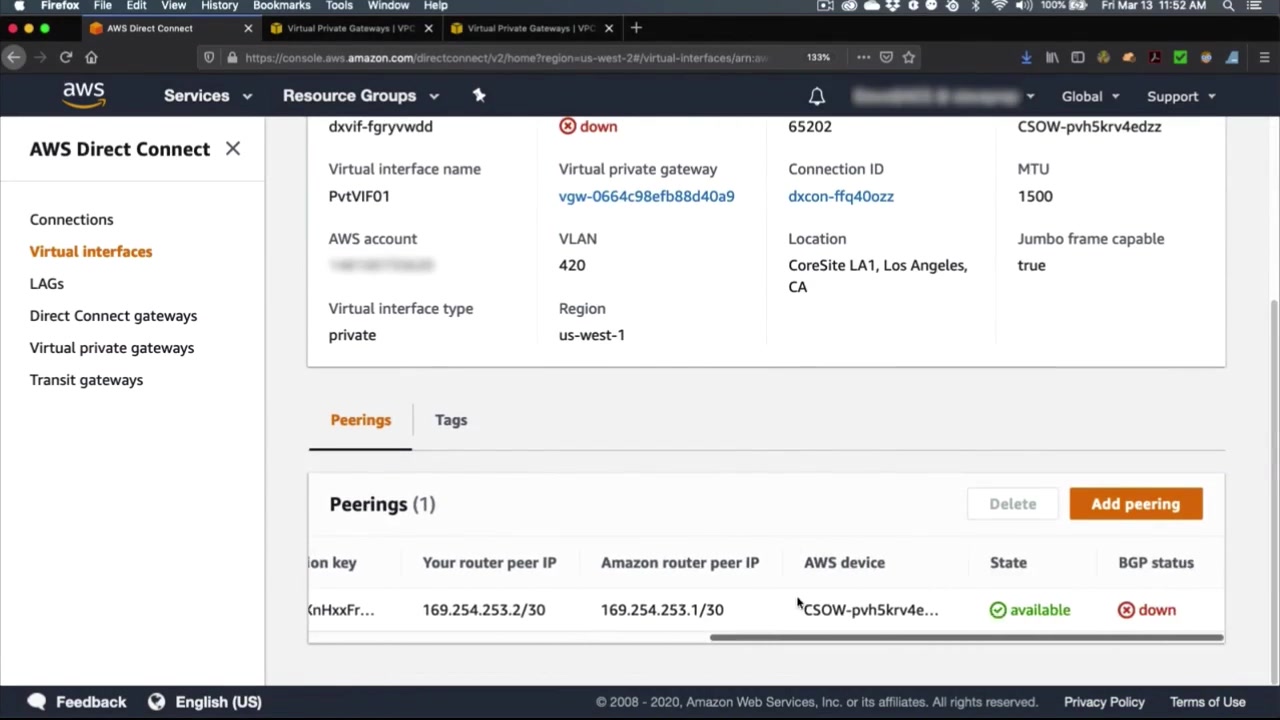 Firefox File Edit View History Bookmarks Tools Window Help 100% Fri Mar 13 11:52 AM
AWS Direct Connect Virtual Private Gateways | VPC Virtual Private Gateways | VPC
https://console.aws.amazon.com/directconnect/v2/home?region=us-west-2#/virtual-interfaces/arn:aw 133%
aws Services Resource Groups Global Support
AWS Direct Connect
Connections
Virtual interfaces
LAGs
Direct Connect gateways
Virtual private gateways
Transit gateways
dxvif-fgryvwdd down 65202 CSOW-pvh5krv4edzz
Virtual interface name Virtual private gateway Connection ID MTU
PvtVIF01 vgw-0664c98efb88d40a9 dxcon-ffq40ozz 1500
AWS account VLAN Location Jumbo frame capable
420 CoreSite LA1, Los Angeles, true
CA
Virtual interface type Region
private us-west-1
Peerings Tags
Peerings (1) Delete Add peering
ion key Your router peer IP Amazon router peer IP AWS device State BGP status
KnHxxFr... 169.254.253.2/30 169.254.253.1/30 CSOW-pvh5krv4e... available down
Feedback English (US) © 2008 - 2020, Amazon Web Services, Inc. or its affiliates. All rights reserved. Privacy Policy Terms of Use